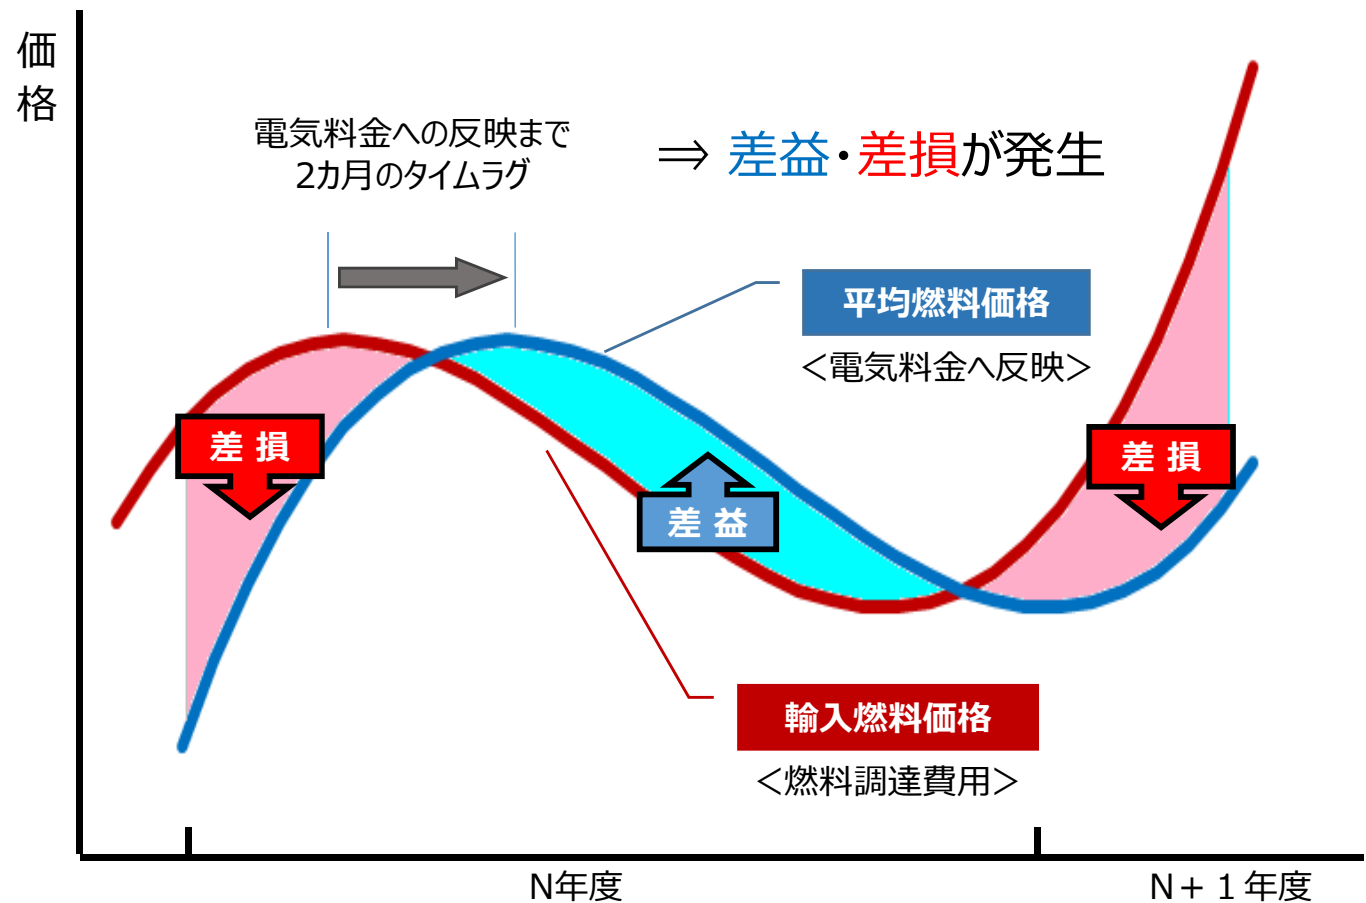 価格
電気料金への反映まで
2カ月のタイムラグ
⇒ 差益・差損が発生
平均燃料価格
＜電気料金へ反映＞
差 損
差 損
差 益
輸入燃料価格
＜燃料調達費用＞
N年度
N＋１年度